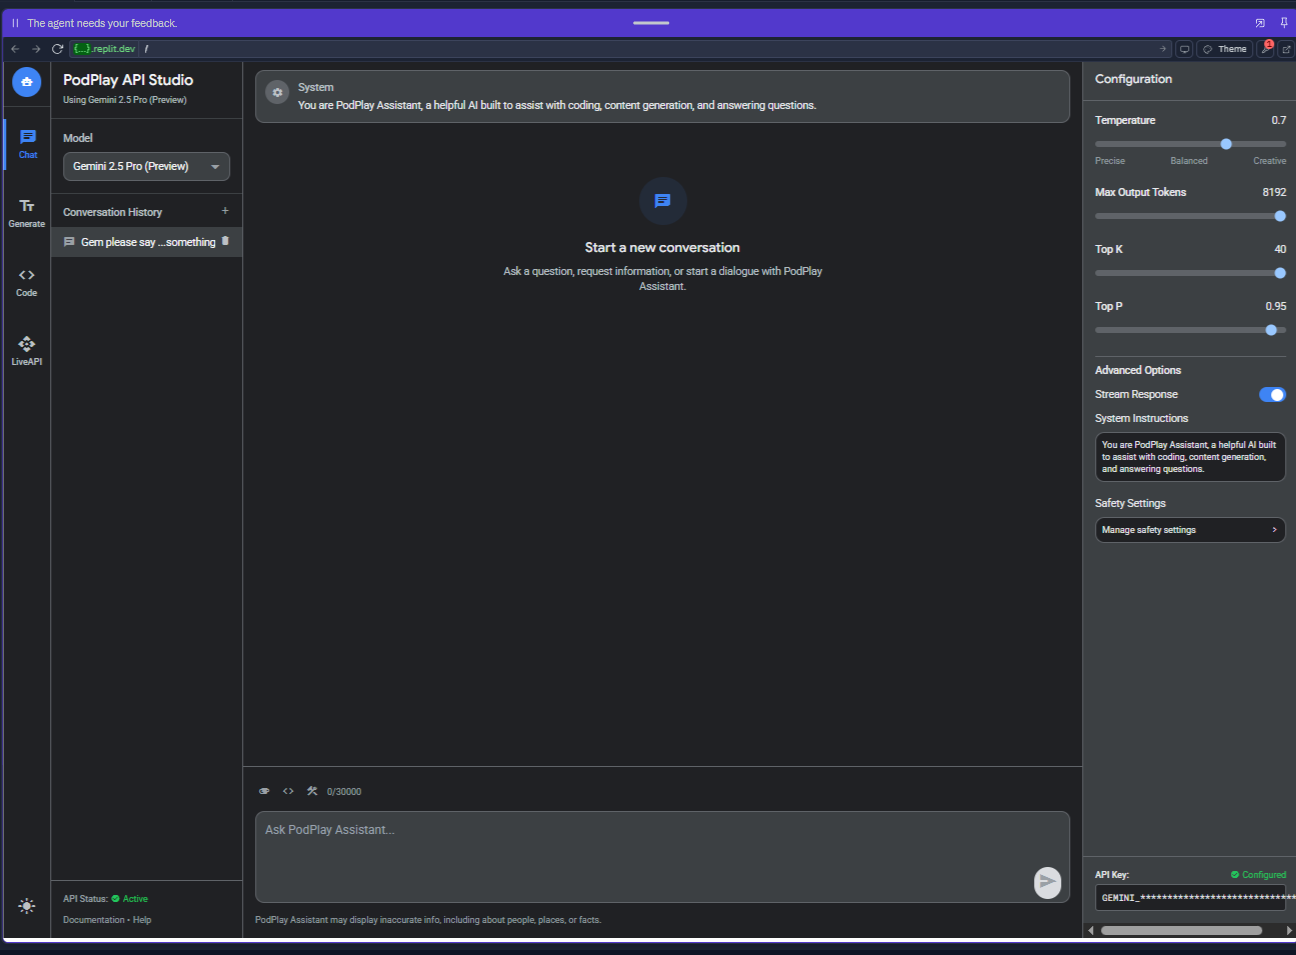 The agent needs your feedback.
{...}.replit.dev /
Theme
1
PodPlay API Studio
Using Gemini 2.5 Pro (Preview)
Chat
Generate
Code
LiveAPI
Model
Gemini 2.5 Pro (Preview)
Conversation History +
Gem please say ...something
API Status: Active
Documentation • Help
System
You are PodPlay Assistant, a helpful AI built to assist with coding, content generation, and answering questions.
Start a new conversation
Ask a question, request information, or start a dialogue with PodPlay
Assistant.
0/30000
Ask PodPlay Assistant...
PodPlay Assistant may display inaccurate info, including about people, places, or facts.
Configuration
Temperature 0.7
Precise Balanced Creative
Max Output Tokens 8192
Top K 40
Top P 0.95
Advanced Options
Stream Response
System Instructions
You are PodPlay Assistant, a helpful AI built
to assist with coding, content generation,
and answering questions.
Safety Settings
Manage safety settings
API Key: Configured
GEMINI_*****************************